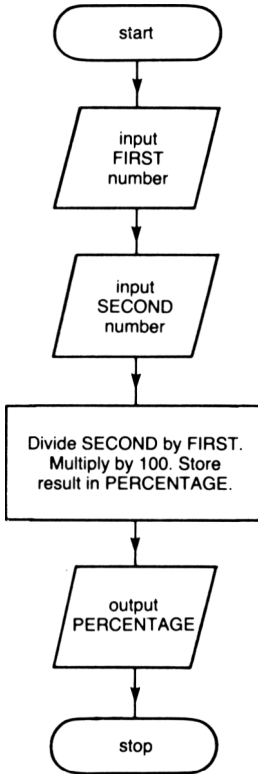 start
input
FIRST
number
input
SECOND
number
Divide SECOND by FIRST.
Multiply by 100. Store
result in PERCENTAGE.
output
PERCENTAGE
stop